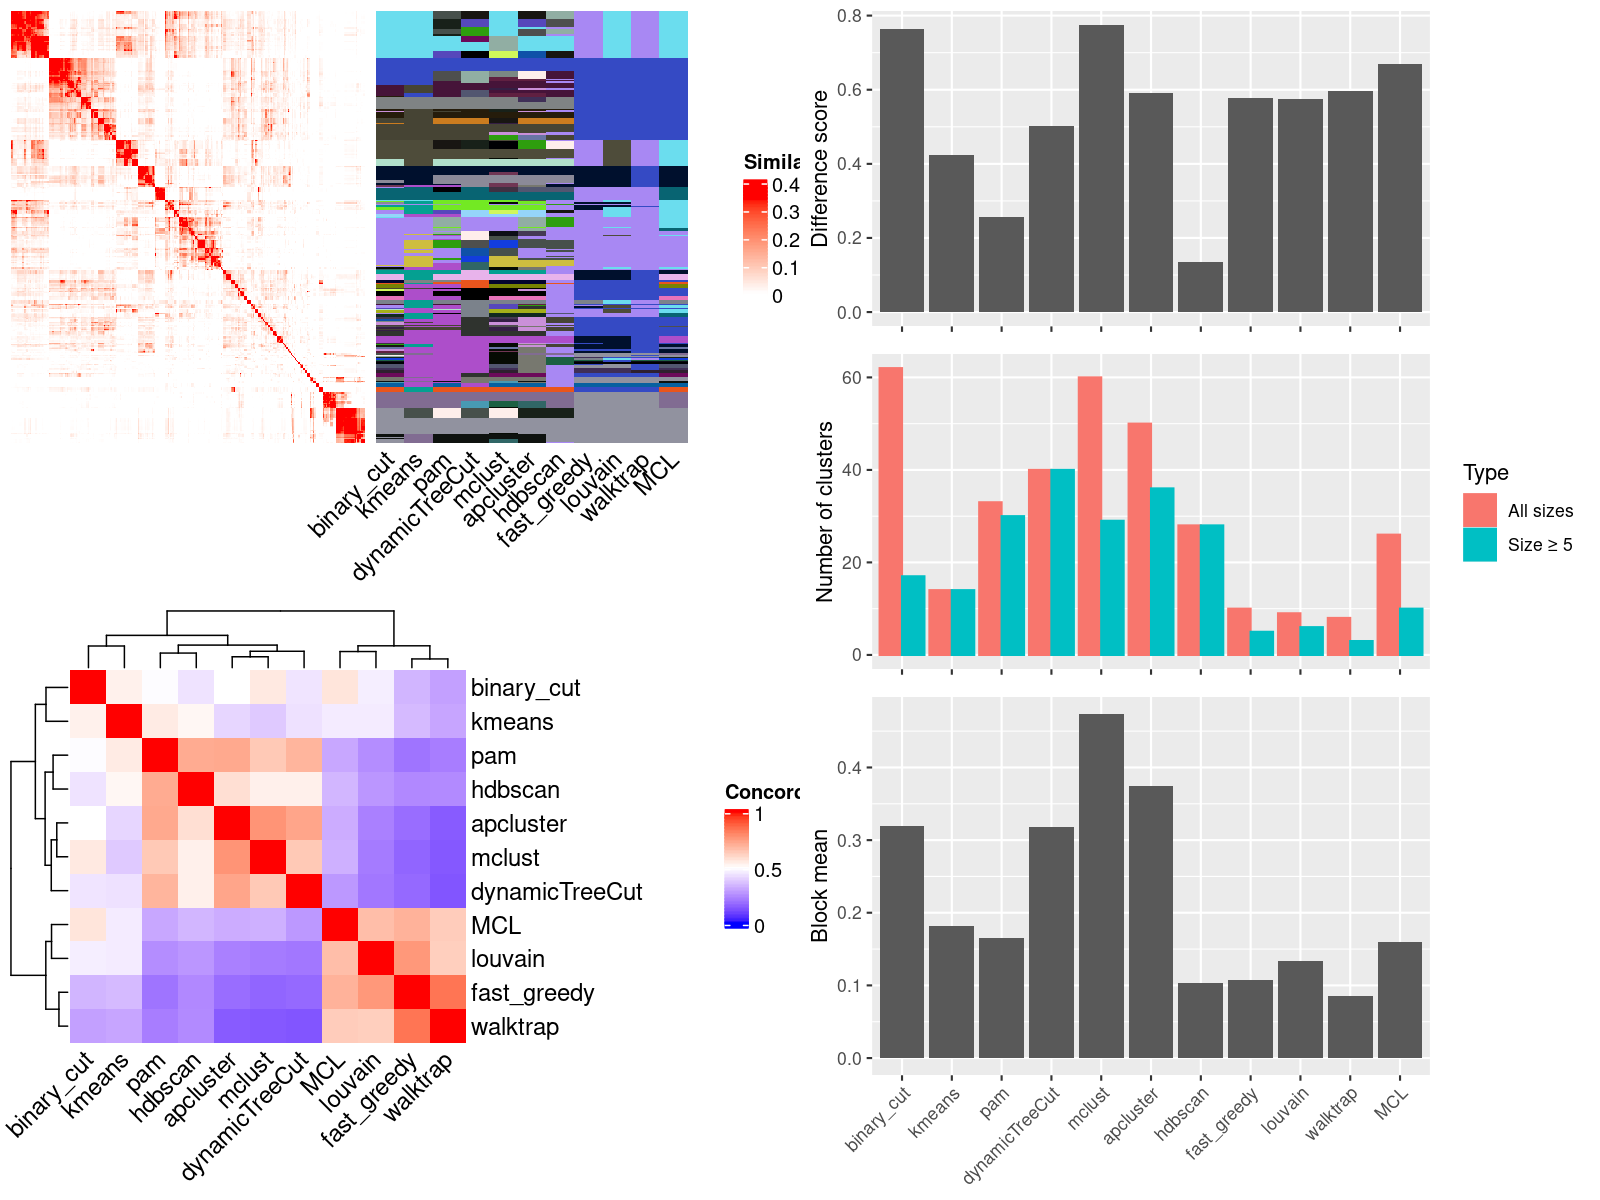 Simila
0.4
0.3
0.2
0.1
0
binary_cut
kmeans
pam
dynamicTreeCut
mclust
apcluster
hdbscan
fast_greedy
louvain
walktrap
MCL
Difference score
0.8
0.6
0.4
0.2
0.0
Number of clusters
60
40
20
0
Type
All sizes
Size ≥ 5
binary_cut
kmeans
pam
hdbscan
apcluster
mclust
dynamicTreeCut
MCL
louvain
fast_greedy
walktrap
binary_cut
kmeans
pam
hdbscan
apcluster
mclust
dynamicTreeCut
MCL
louvain
fast_greedy
walktrap
Concord
1
0.5
0
Block mean
0.4
0.3
0.2
0.1
0.0
binary_cut
kmeans
pam
dynamicTreeCut
mclust
apcluster
hdbscan
fast_greedy
louvain
walktrap
MCL